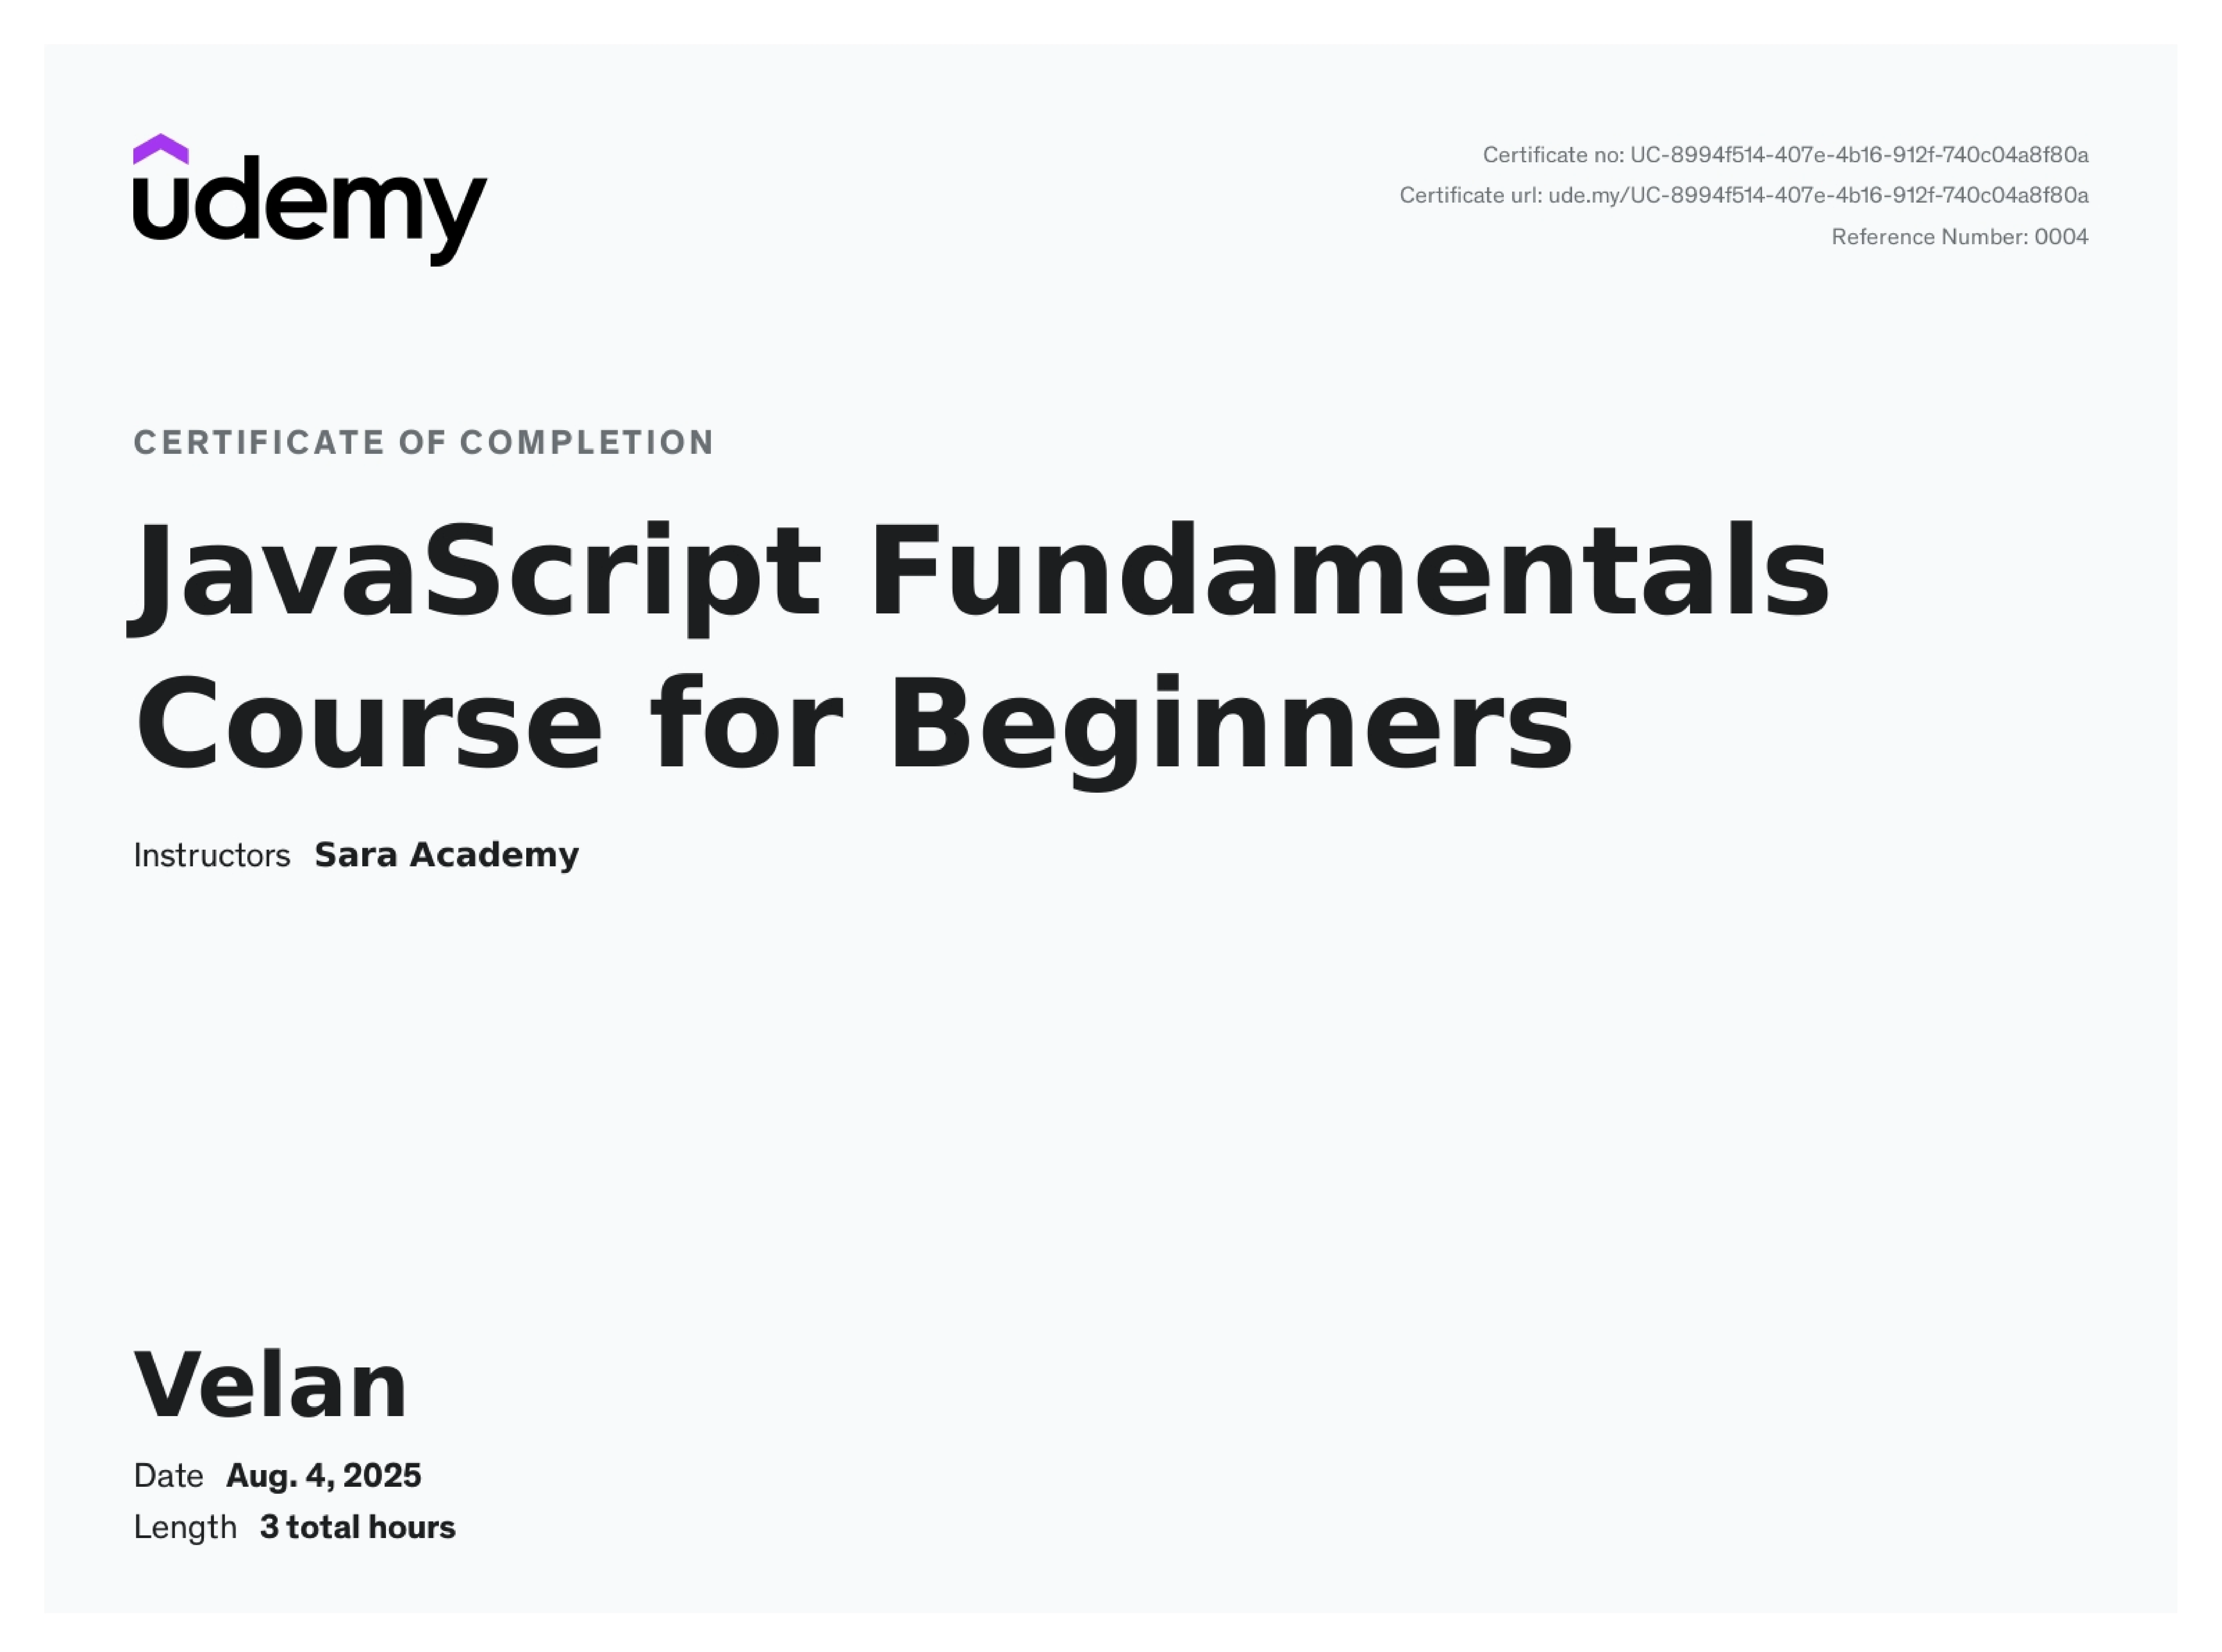 udemy
Certificate no: UC-8994f514-407e-4b16-912f-740c04a8f80a
Certificate url: ude.my/UC-8994f514-407e-4b16-912f-740c04a8f80a
Reference Number: 0004
CERTIFICATE OF COMPLETION
JavaScript Fundamentals
Course for Beginners
Instructors Sara Academy
Velan
Date Aug. 4, 2025
Length 3 total hours